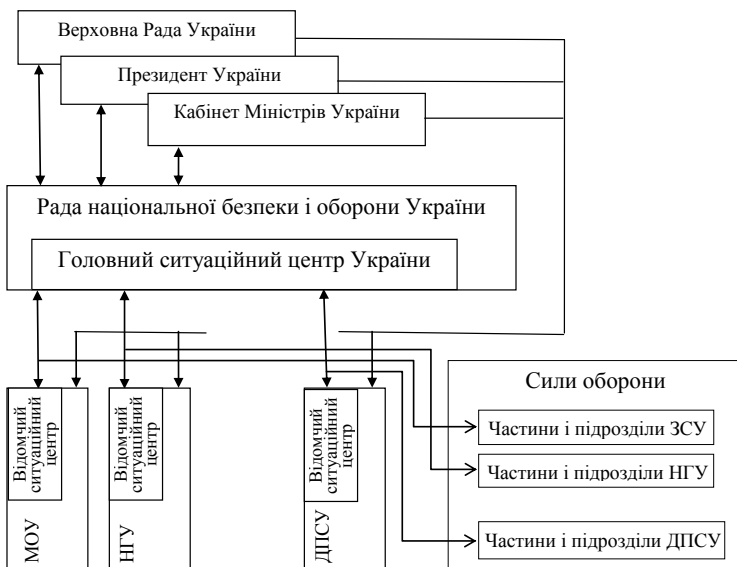 Верховна Рада України
Президент України
Кабінет Міністрів України
Рада національної безпеки і оборони України
Головний ситуаційний центр України
Відомчий
ситуаційний
центр
МОУ
Відомчий
ситуаційний
центр
НГУ
Відомчий
ситуаційний
центр
ДПСУ
Сили оборони
Частини і підрозділи ЗСУ
Частини і підрозділи НГУ
Частини і підрозділи ДПСУ